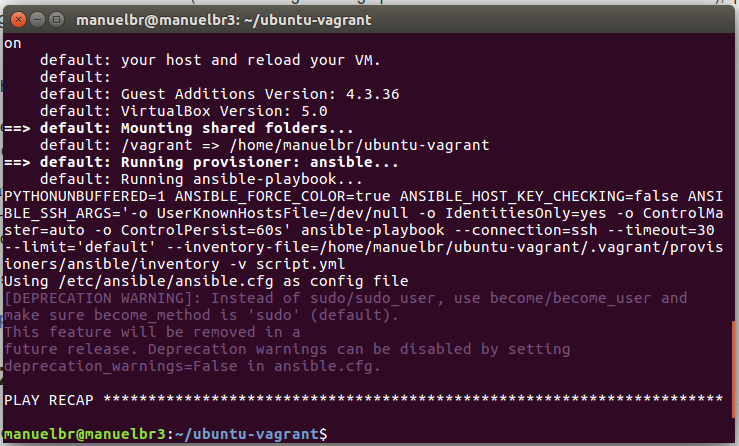 manuelbr@manuelbr3: ~/ubuntu-vagrant
on
default: your host and reload your VM.
default:
default: Guest Additions Version: 4.3.36
default: VirtualBox Version: 5.0
==> default: Mounting shared folders...
default: /vagrant => /home/manuelbr/ubuntu-vagrant
==> default: Running provisioner: ansible...
default: Running ansible-playbook...
PYTHONUNBUFFERED=1 ANSIBLE_FORCE_COLOR=true ANSIBLE_HOST_KEY_CHECKING=false ANSI
BLE_SSH_ARGS='-o UserKnownHostsFile=/dev/null -o IdentitiesOnly=yes -o ControlMa
ster=auto -o ControlPersist=60s' ansible-playbook --connection=ssh --timeout=30
--limit='default' --inventory-file=/home/manuelbr/ubuntu-vagrant/.vagrant/provis
ioners/ansible/inventory -v script.yml
Using /etc/ansible/ansible.cfg as config file
[DEPRECATION WARNING]: Instead of sudo/sudo_user, use become/become_user and
make sure become_method is 'sudo' (default).
This feature will be removed in a
future release. Deprecation warnings can be disabled by setting
deprecation_warnings=False in ansible.cfg.
PLAY RECAP *********************************************************************
manuelbr@manuelbr3:~/ubuntu-vagrant$